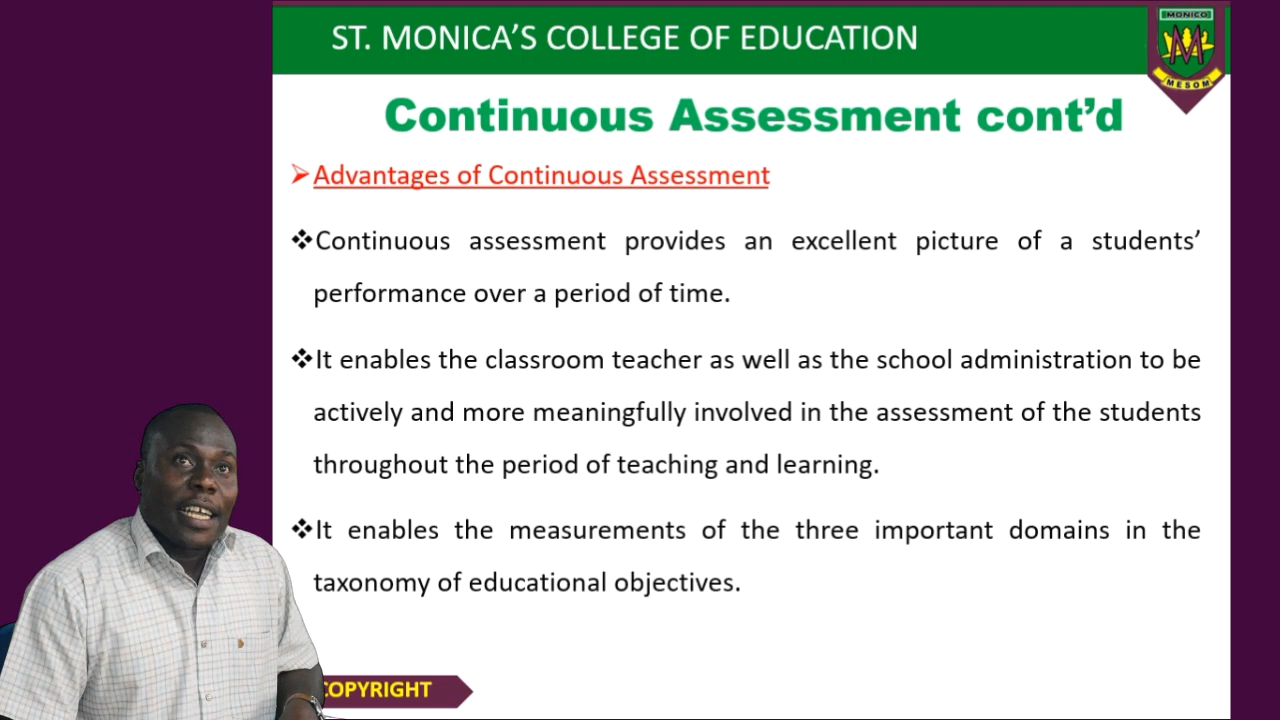 ST. MONICA’S COLLEGE OF EDUCATION
MONICO
MESOM
Continuous Assessment cont’d
Advantages of Continuous Assessment
Continuous assessment provides an excellent picture of a students’
performance over a period of time.
It enables the classroom teacher as well as the school administration to be
actively and more meaningfully involved in the assessment of the students
throughout the period of teaching and learning.
It enables the measurements of the three important domains in the
taxonomy of educational objectives.
COPYRIGHT